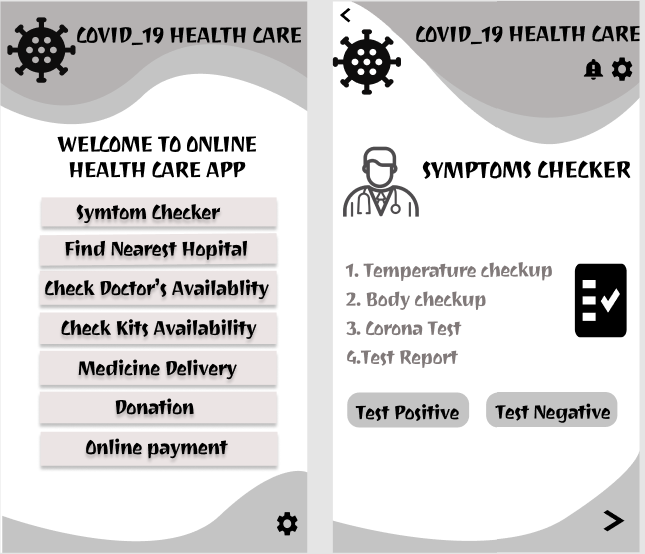 COVID_19 HEALTH CARE
WELCOME TO ONLINE
HEALTH CARE APP
Symtom Checker
Find Nearest Hopital
Check Doctor's Availablity
Check Kits Availability
Medicine Delivery
Donation
Online payment
COVID_19 HEALTH CARE
SYMPTOMS CHECKER
1. Temperature checkup
2. Body checkup
3. Corona Test
4.Test Report
Test Positive
Test Negative